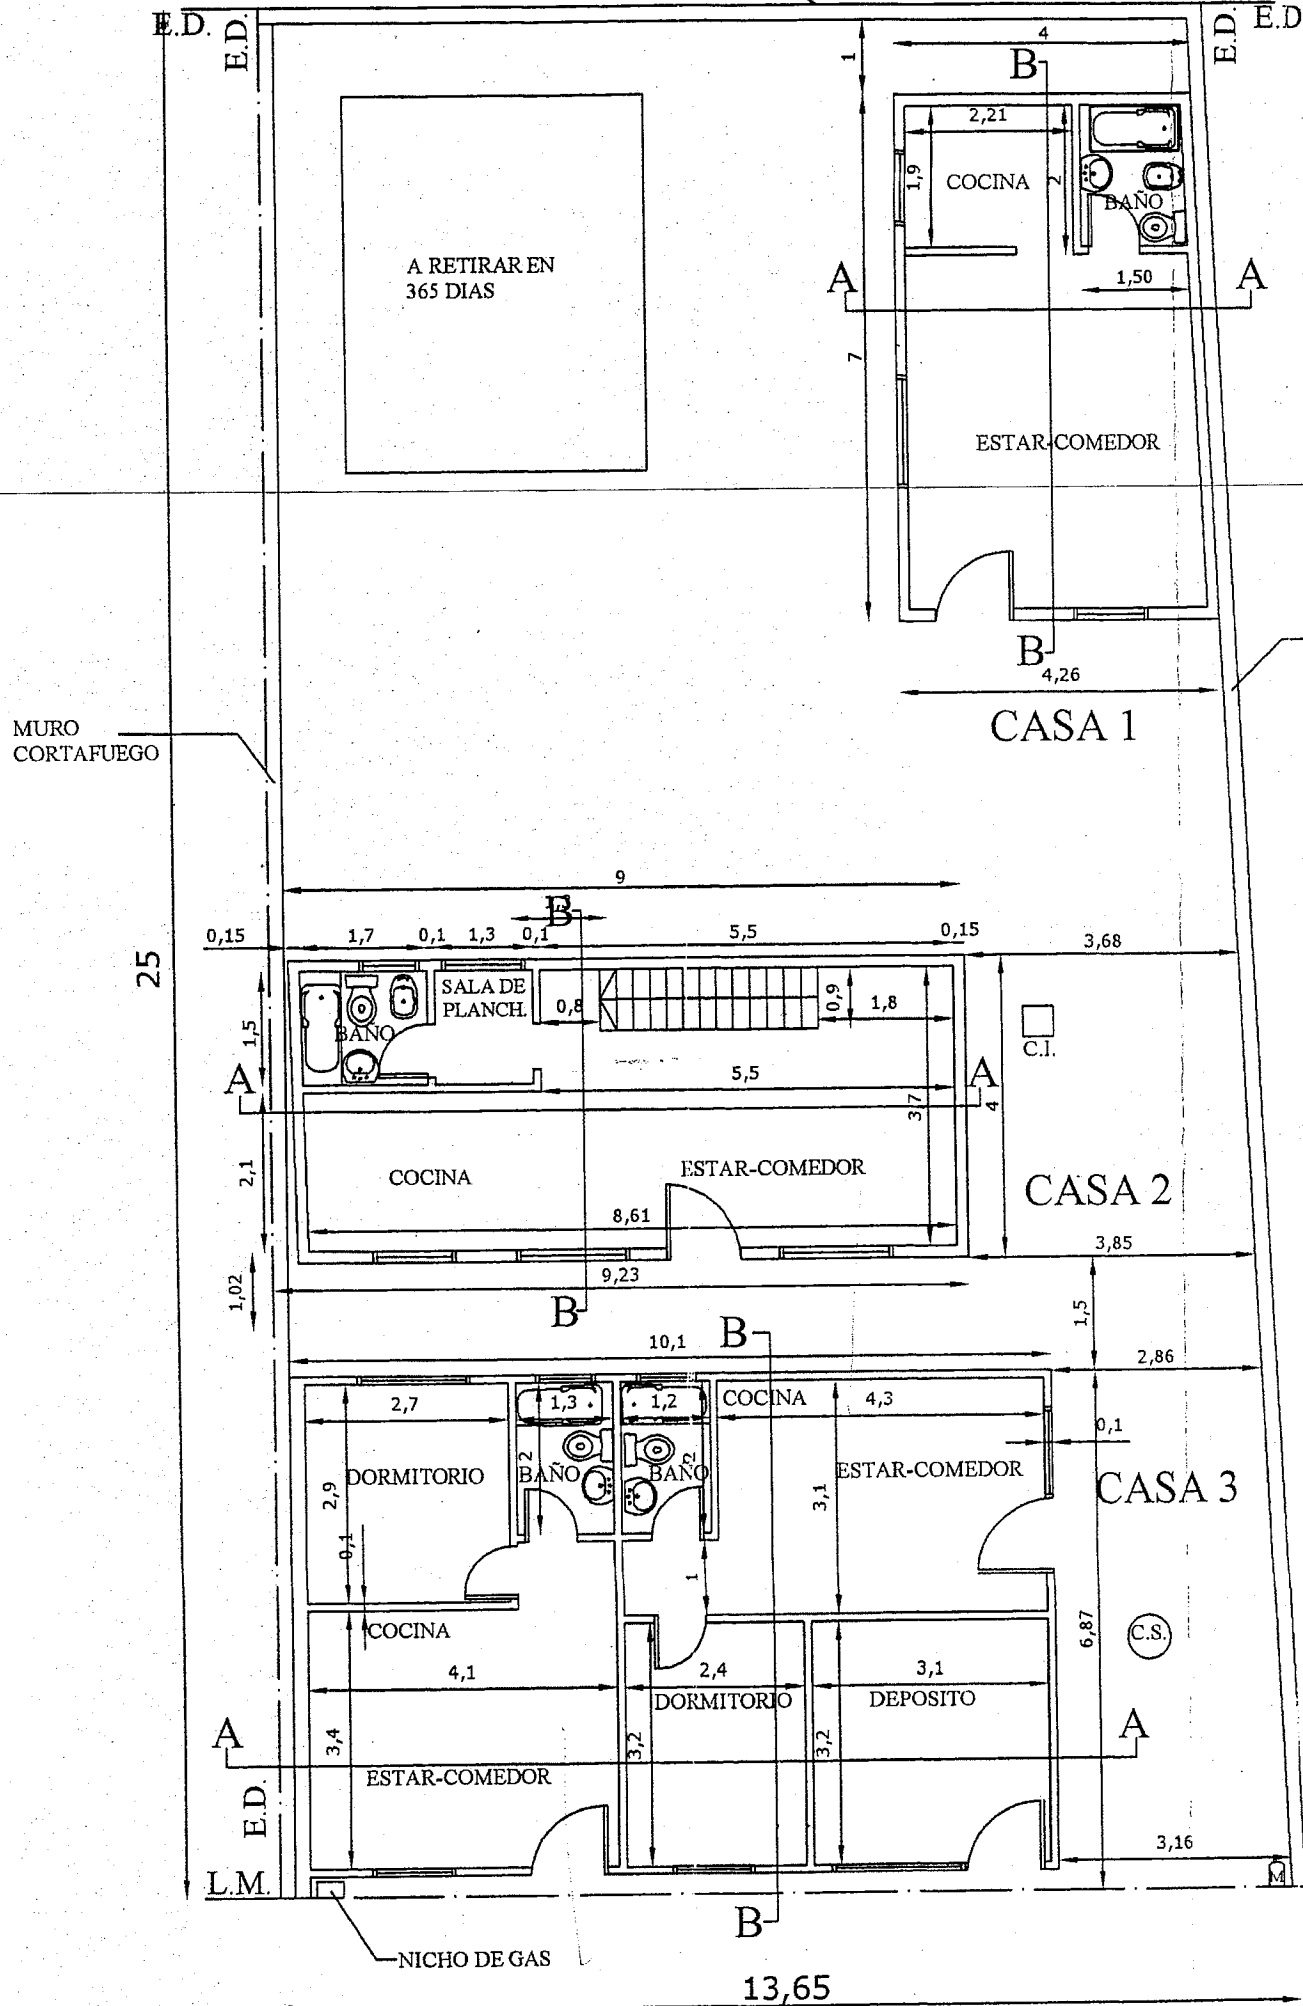 E.D.
E.D.
E.D.
E.D
4
1
B
2,21
1,9
COCINA
2
BAÑO
A RETIRAR EN
365 DIAS
A
A
1,50
7
ESTAR-COMEDOR
B
4,26
CASA 1
MURO
CORTAFUEGO
9
B
0,15
1,7
0,1
1,3
0,1
5,5
0,15
3,68
25
SALA DE
PLANCH.
0,8
0,9
1,8
1,5
BAÑO
C.I.
A
5,5
A
3,7
4
2,1
COCINA
ESTAR-COMEDOR
CASA 2
8,61
3,85
9,23
1,02
B
1,5
B
10,1
2,86
2,7
1,3
1,2
COCINA
4,3
0,1
DORMITORIO
2
BAÑO
BAÑO
2
ESTAR-COMEDOR
CASA 3
2,9
3,1
0,1
1
COCINA
6,87
C.S.
4,1
2,4
3,1
DORMITORIO
DEPOSITO
A
3,4
3,2
3,2
A
ESTAR-COMEDOR
E.D.
3,16
L.M.
M
B
NICHO DE GAS
13,65